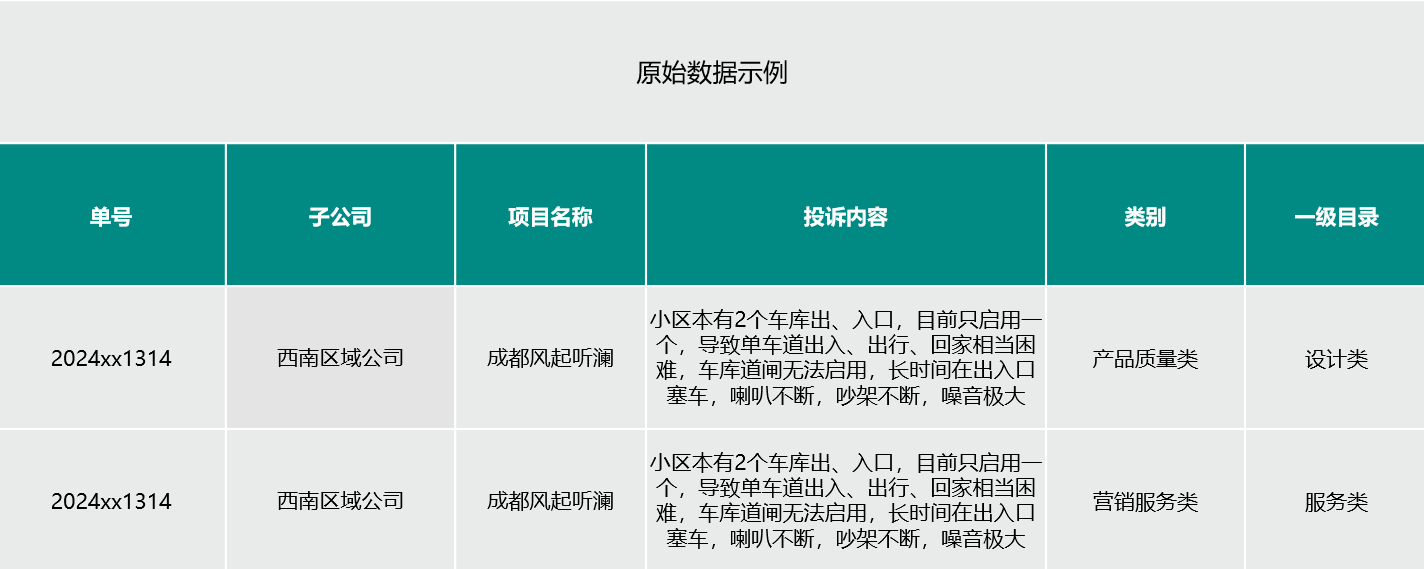 原始数据示例
单号 子公司 项目名称 投诉内容 类别 一级目录
小区本有2个车库出、入口，目前只启用一
个，导致单车道出入、出行、回家相当困
难，车库道闸无法启用，长时间在出入口
塞车，喇叭不断，吵架不断，噪音极大
2024xx1314 西南区域公司 成都风起听澜 产品质量类 设计类
小区本有2个车库出、入口，目前只启用一
个，导致单车道出入、出行、回家相当困
难，车库道闸无法启用，长时间在出入口
塞车，喇叭不断，吵架不断，噪音极大
2024xx1314 西南区域公司 成都风起听澜 营销服务类 服务类